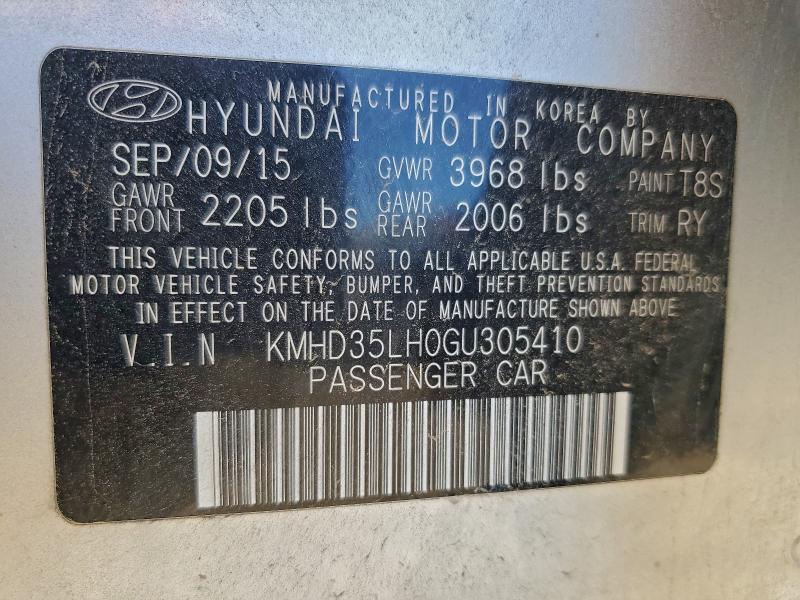 MANUFACTURED IN KOREA BY
HYUNDAI MOTOR COMPANY
SEP/09/15 GVWR 3968 lbs PAINT T8S
GAWR FRONT 2205 lbs GAWR REAR 2006 lbs TRIM RY
THIS VEHICLE CONFORMS TO ALL APPLICABLE U.S.A. FEDERAL
MOTOR VEHICLE SAFETY, BUMPER, AND THEFT PREVENTION STANDARDS
IN EFFECT ON THE DATE OF MANUFACTURE SHOWN ABOVE
V.I.N KMHD35LH0GU305410
PASSENGER CAR